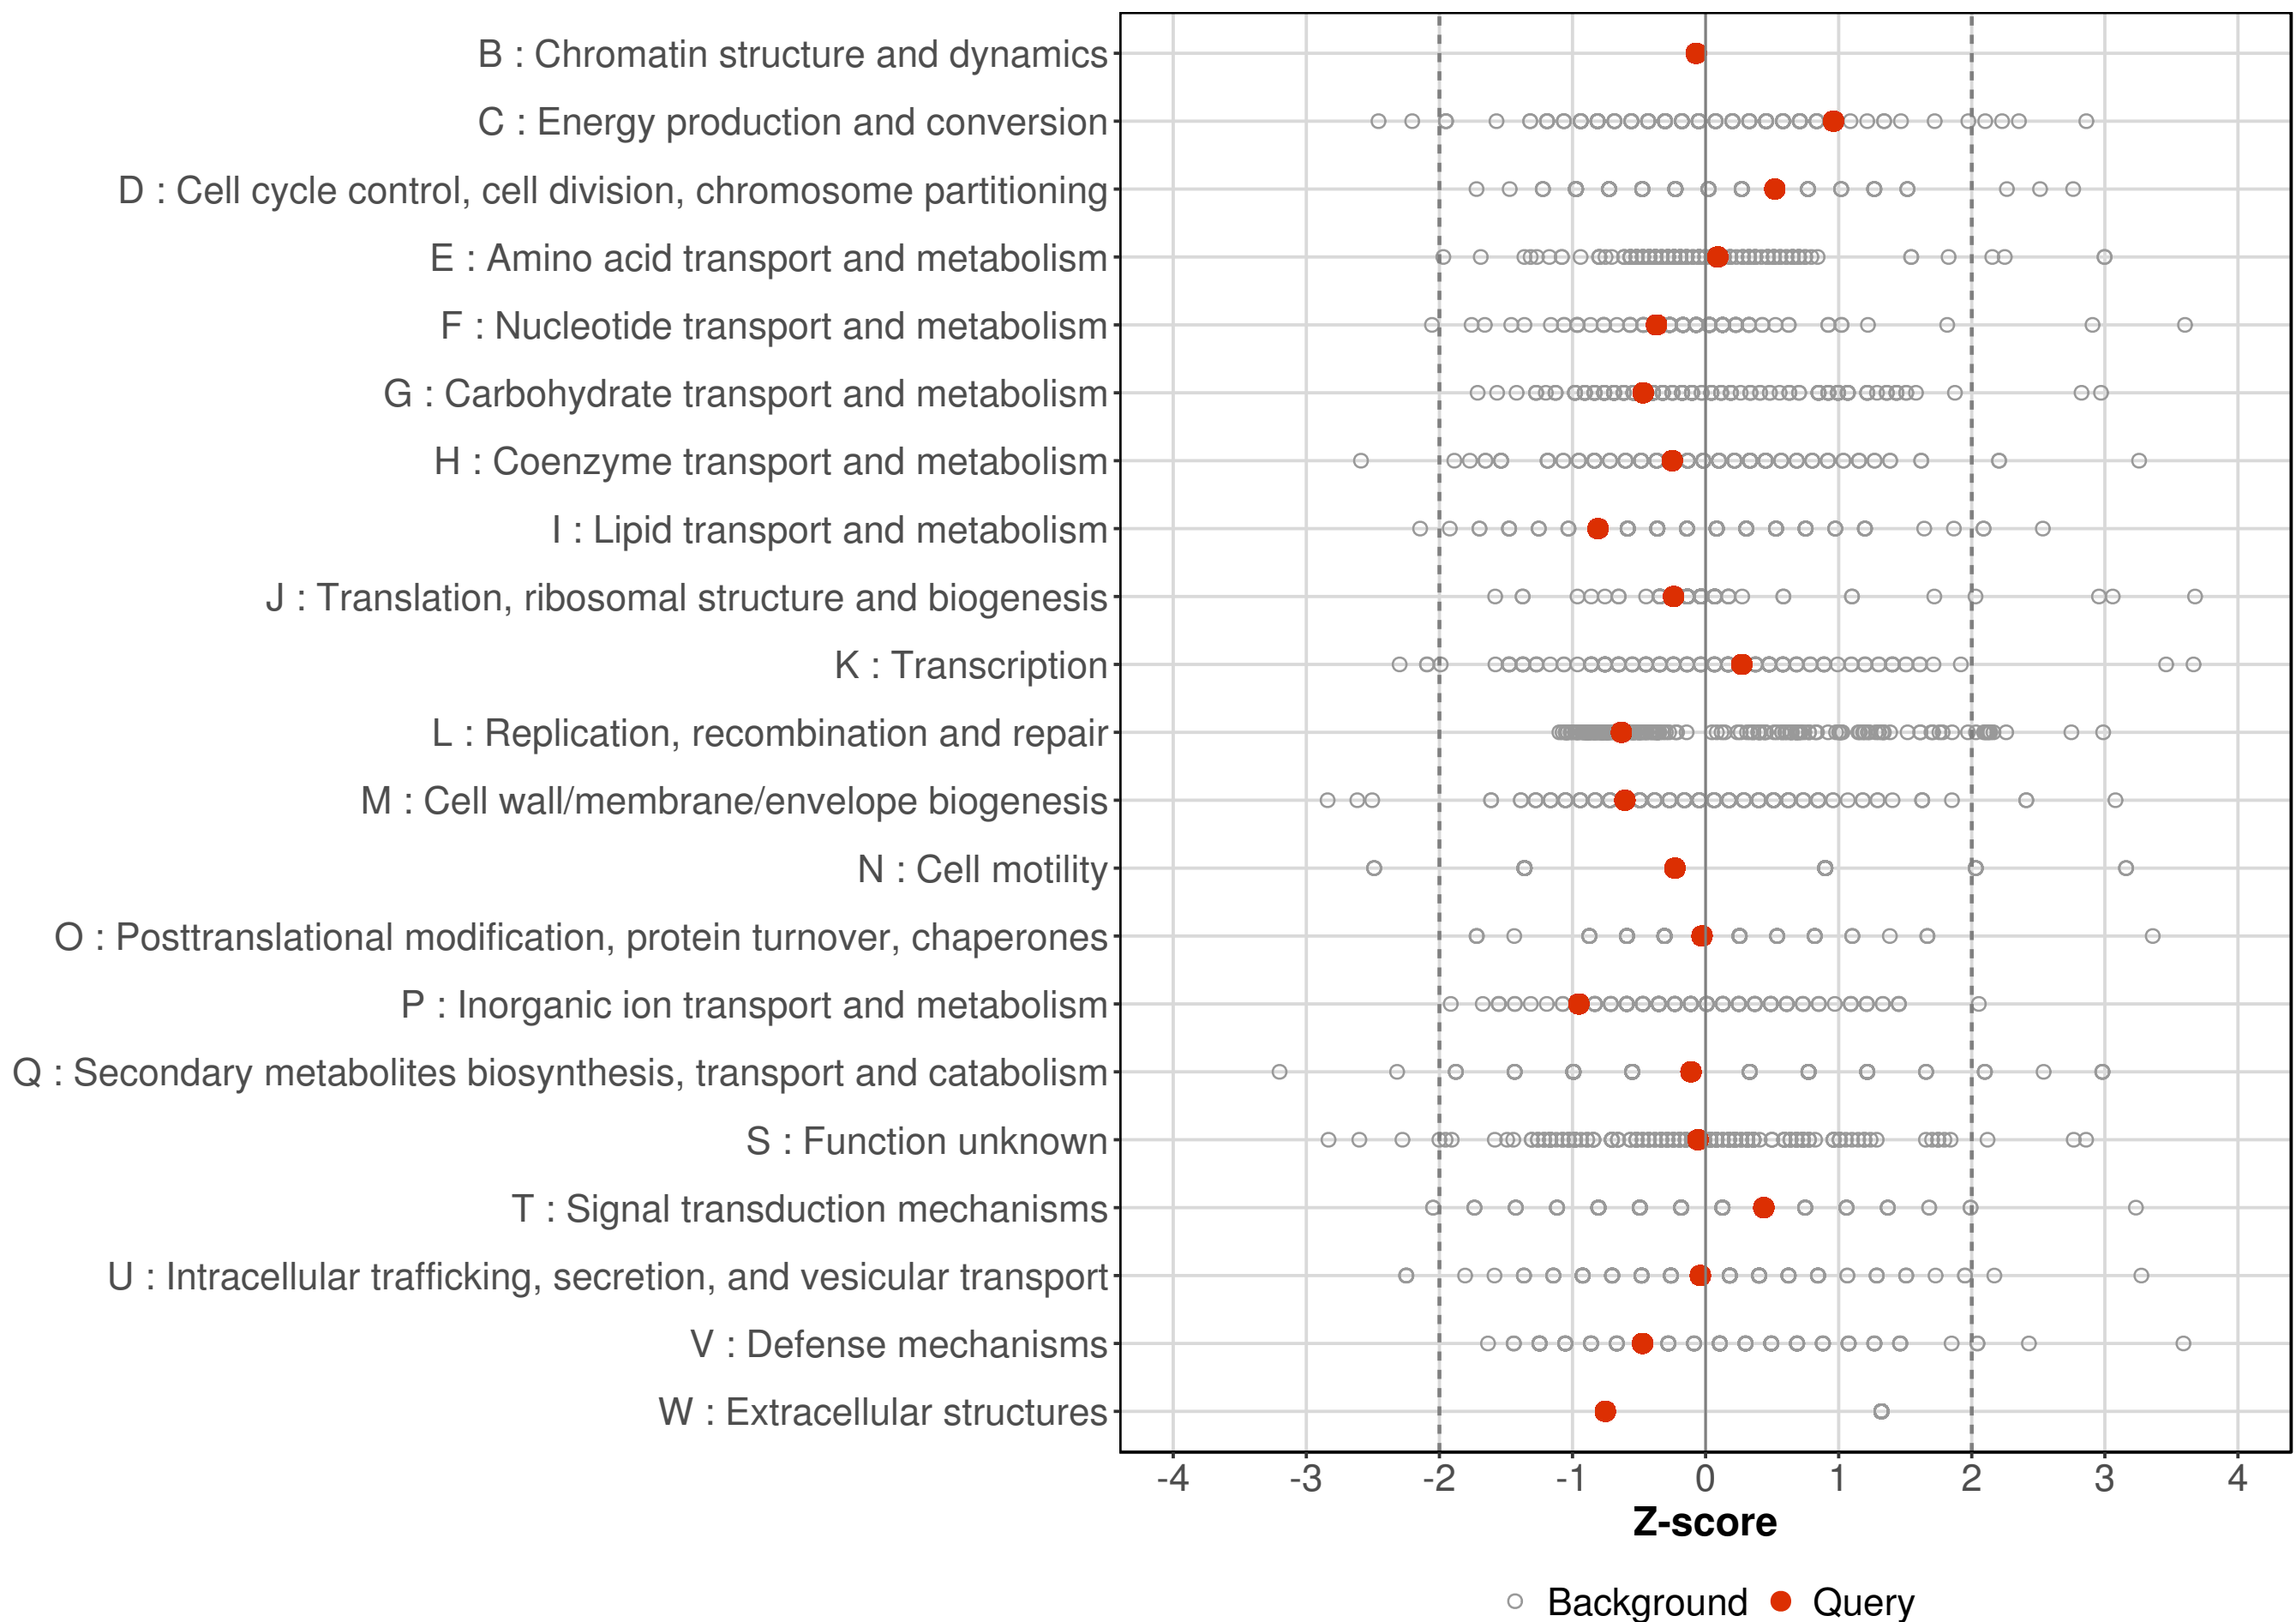 B : Chromatin structure and dynamics
C : Energy production and conversion
D : Cell cycle control, cell division, chromosome partitioning
E : Amino acid transport and metabolism
F : Nucleotide transport and metabolism
G : Carbohydrate transport and metabolism
H : Coenzyme transport and metabolism
I : Lipid transport and metabolism
J : Translation, ribosomal structure and biogenesis
K : Transcription
L : Replication, recombination and repair
M : Cell wall/membrane/envelope biogenesis
N : Cell motility
O : Posttranslational modification, protein turnover, chaperones
P : Inorganic ion transport and metabolism
Q : Secondary metabolites biosynthesis, transport and catabolism
S : Function unknown
T : Signal transduction mechanisms
U : Intracellular trafficking, secretion, and vesicular transport
V : Defense mechanisms
W : Extracellular structures
-4 -3 -2 -1 0 1 2 3 4
Z-score
Background Query